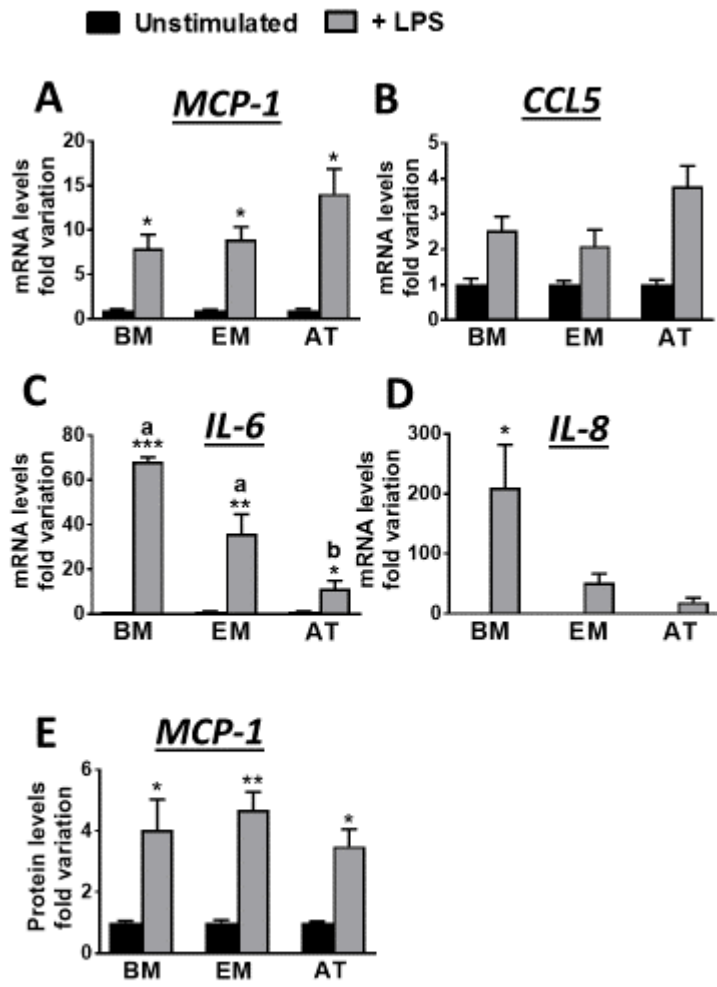 Unstimulated + LPS
A MCP-1
mRNA levels
fold variation
20
15
10
5
0
* * *
BM EM AT
B CCL5
mRNA levels
fold variation
5
4
3
2
1
0
BM EM AT
C IL-6
mRNA levels
fold variation
80
60
40
20
0
a
***
a
**
b
*
BM EM AT
D IL-8
mRNA levels
fold variation
300
200
100
0
*
BM EM AT
E MCP-1
Protein levels
fold variation
6
4
2
0
* ** *
BM EM AT